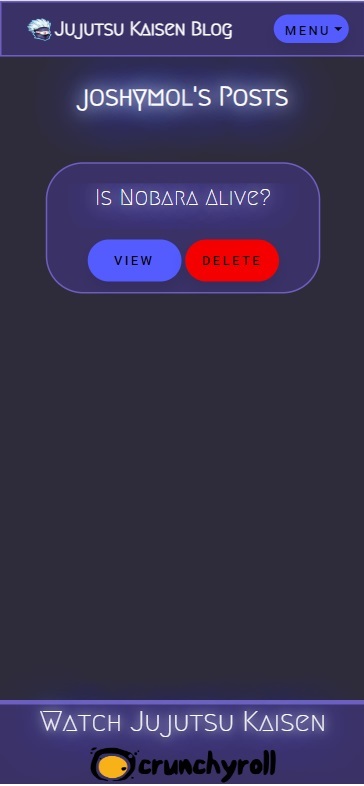 Jujutsu Kaisen Blog
MENU
joshymol's Posts
Is Nobara Alive?
VIEW DELETE
Watch Jujutsu Kaisen
crunchyroll